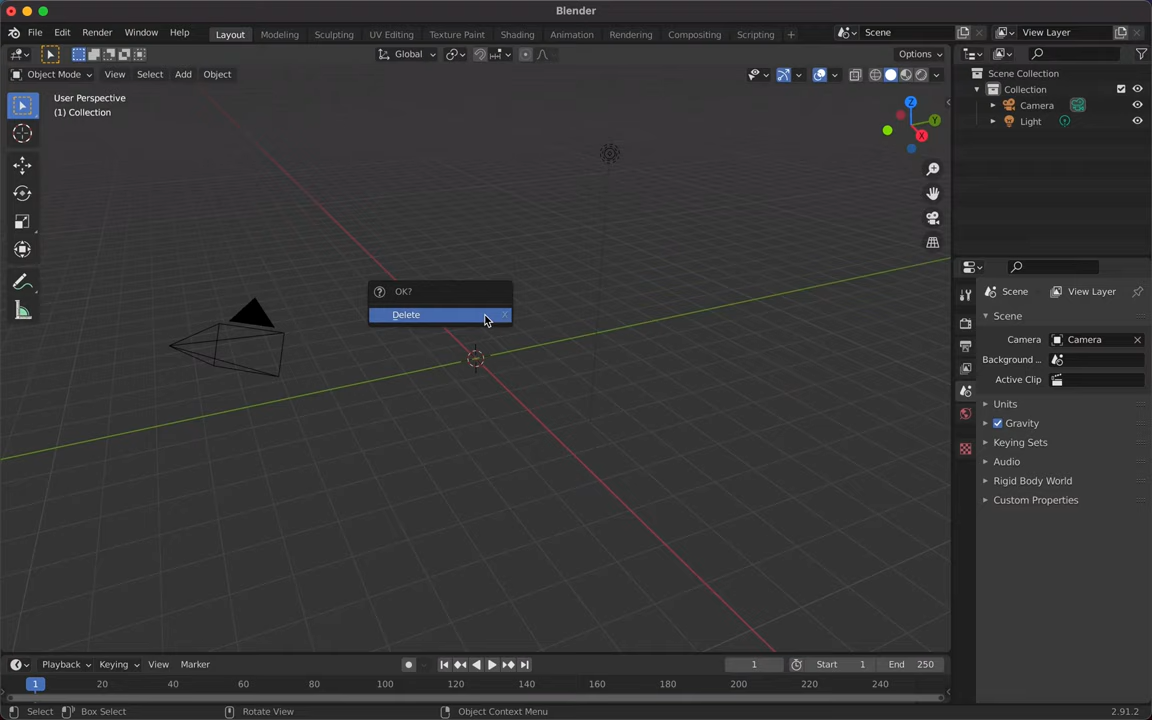 Blender
File Edit Render Window Help
Layout Modeling Sculpting UV Editing Texture Paint Shading Animation Rendering Compositing Scripting +
Scene
View Layer
Global
Options
Object Mode View Select Add Object
User Perspective
(1) Collection
Z
Y
X
Scene Collection
Collection
Camera
Light
OK?
Delete X
Scene View Layer
Scene
Camera Camera
Background ...
Active Clip
Units
Gravity
Keying Sets
Audio
Rigid Body World
Custom Properties
Playback Keying View Marker
1 Start 1 End 250
1 20 40 60 80 100 120 140 160 180 200 220 240
Select Box Select Rotate View Object Context Menu 2.91.2